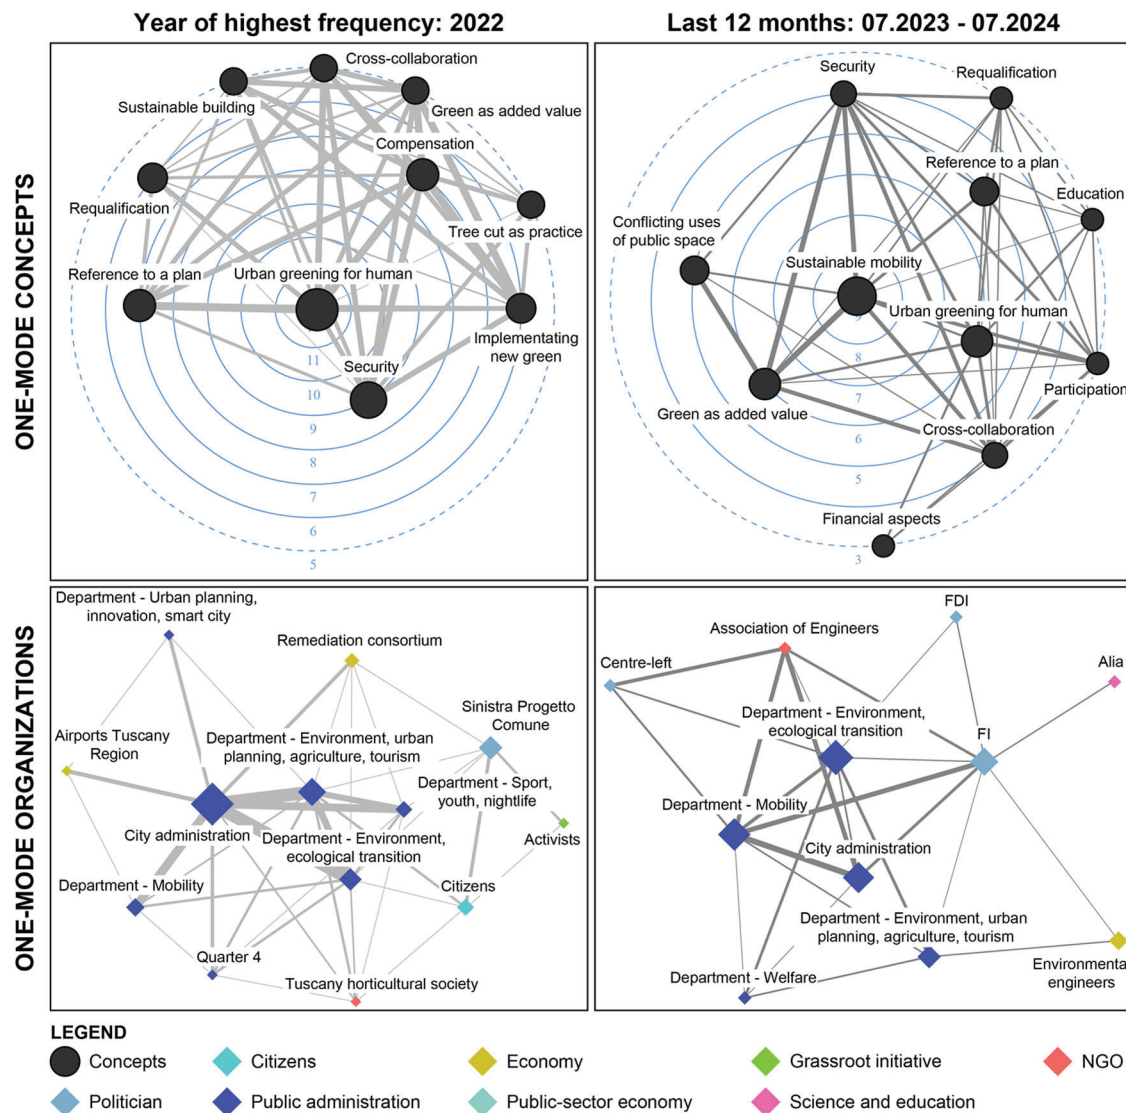 Year of highest frequency: 2022
Last 12 months: 07.2023 - 07.2024
ONE-MODE CONCEPTS
Cross-collaboration
Sustainable building
Green as added value
Compensation
Requalification
Tree cut as practice
Reference to a plan
Urban greening for human
Implementating
new green
Security
11
10
9
8
7
6
5
Security
Requalification
Reference to a plan
Education
Conflicting uses
of public space
Sustainable mobility
Urban greening for human
9
8
7
6
5
3
Participation
Green as added value
Cross-collaboration
Financial aspects
ONE-MODE ORGANIZATIONS
Department - Urban planning,
innovation, smart city
Remediation consortium
Sinistra Progetto
Comune
Airports Tuscany
Region
Department - Environment, urban
planning, agriculture, tourism
Department - Sport,
youth, nightlife
City administration
Department - Environment,
ecological transition
Activists
Department - Mobility
Citizens
Quarter 4
Tuscany horticultural society
FDI
Association of Engineers
Centre-left
Alia
Department - Environment,
ecological transition
FI
Department - Mobility
City administration
Department - Environment, urban
planning, agriculture, tourism
Department - Welfare
Environmenta
engineers
LEGEND
Concepts
Citizens
Economy
Grassroot initiative
NGO
Politician
Public administration
Public-sector economy
Science and education